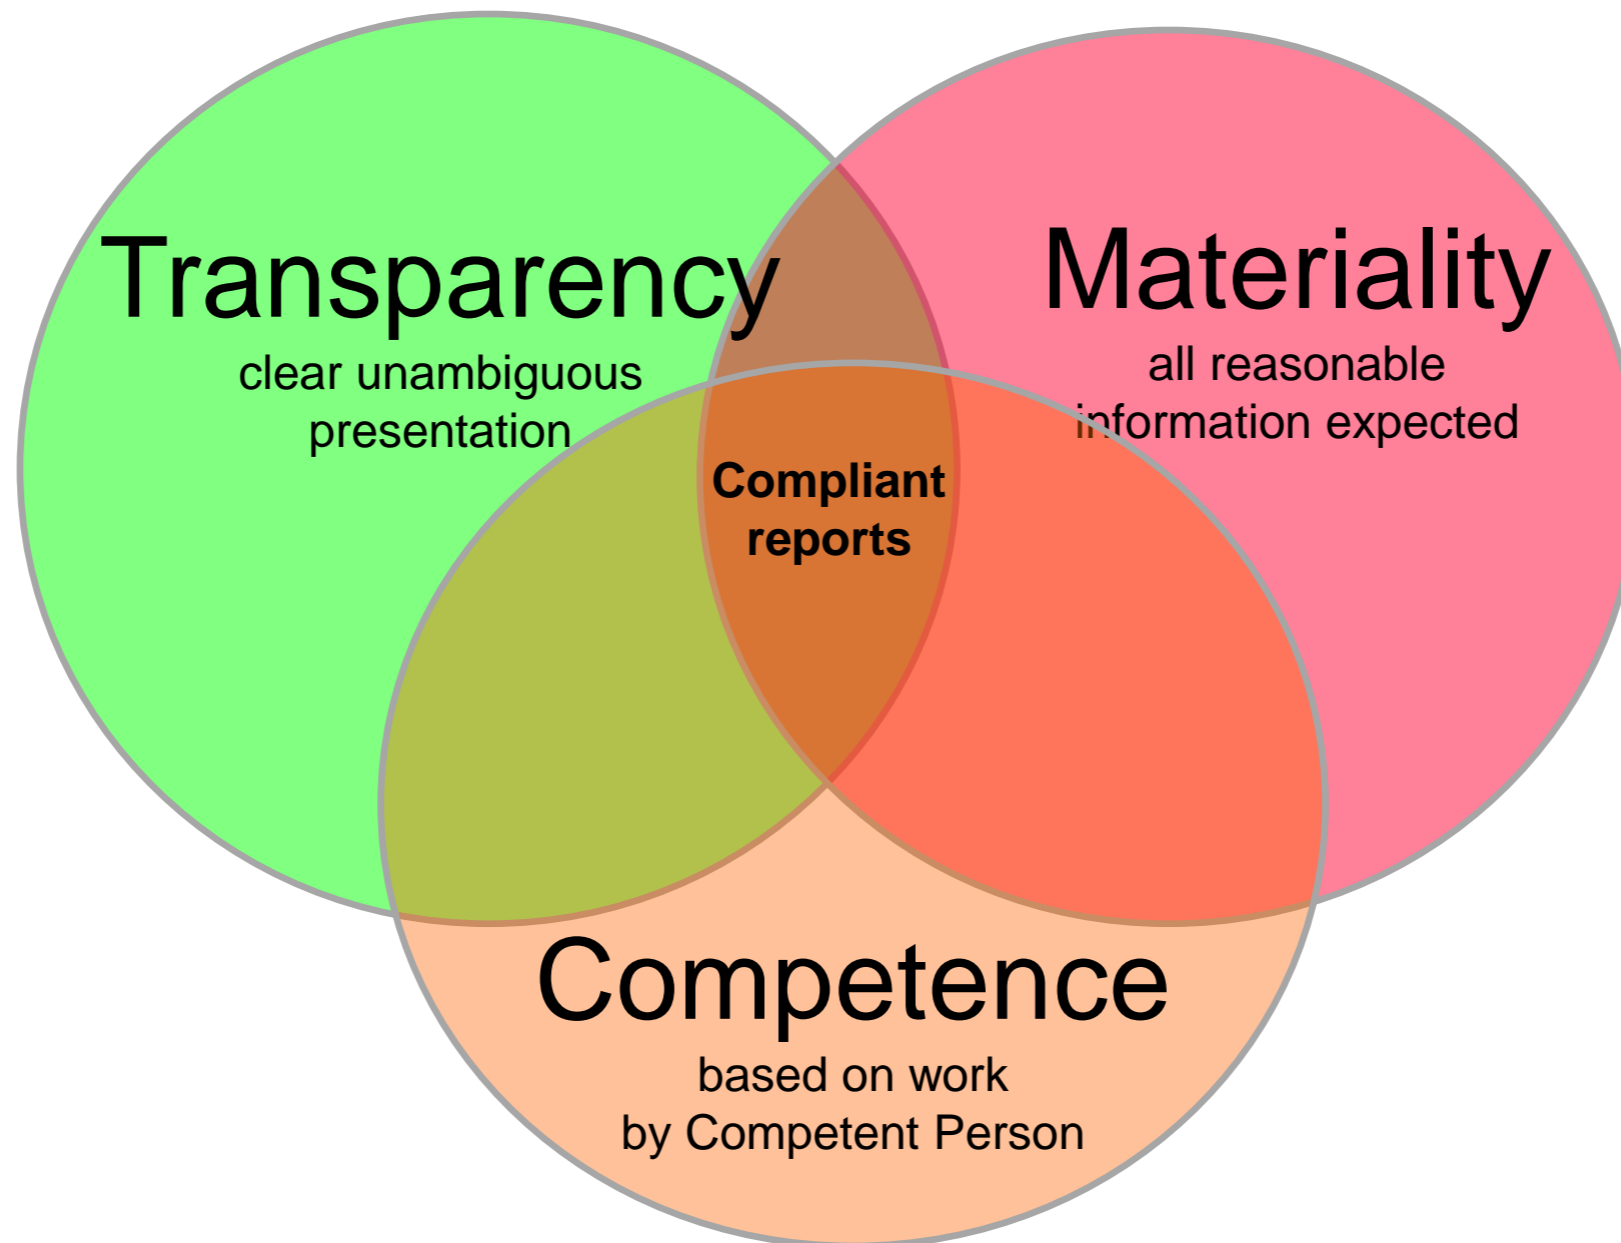 Transparency
clear unambiguous
presentation
Materiality
all reasonable
information expected
Compliant
reports
Competence
based on work
by Competent Person